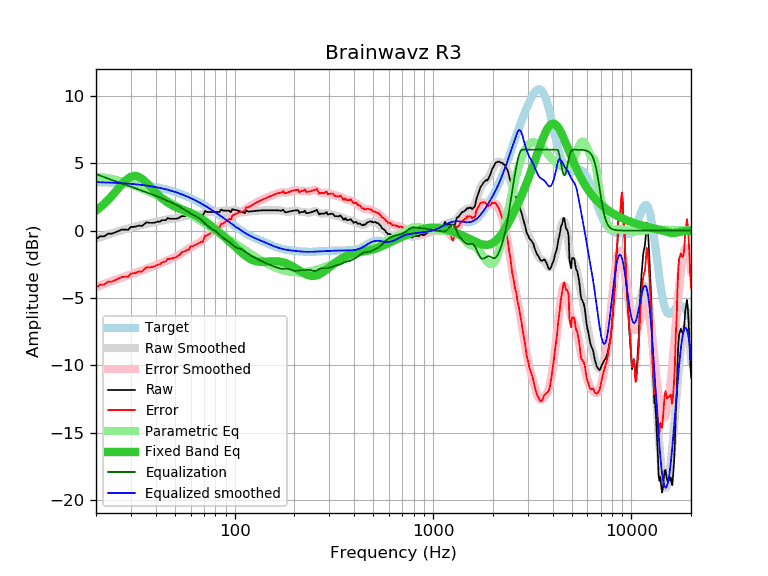 Brainwavz R3
Amplitude (dBr)
10
5
0
−5
−10
−15
−20
Target
Raw Smoothed
Error Smoothed
Raw
Error
Parametric Eq
Fixed Band Eq
Equalization
Equalized smoothed
100
1000
10000
Frequency (Hz)